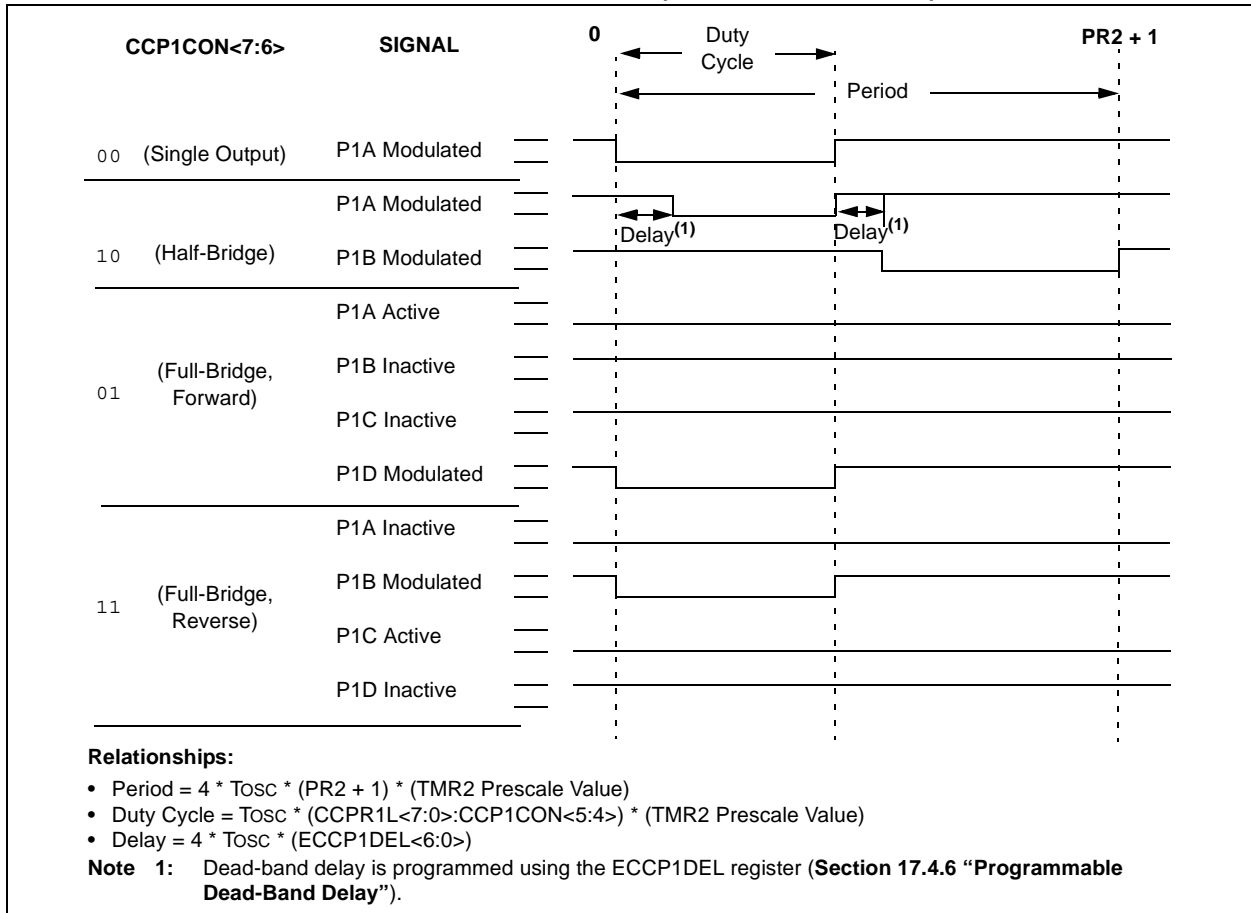 CCP1CON<7:6> SIGNAL 0 Duty Cycle PR2 + 1
Period
00 (Single Output) P1A Modulated
P1A Modulated
Delay(1) Delay(1)
10 (Half-Bridge) P1B Modulated
P1A Active
P1B Inactive
01 (Full-Bridge, Forward)
P1C Inactive
P1D Modulated
P1A Inactive
P1B Modulated
11 (Full-Bridge, Reverse)
P1C Active
P1D Inactive
Relationships:
• Period = 4 * TOSC * (PR2 + 1) * (TMR2 Prescale Value)
• Duty Cycle = TOSC * (CCPR1L<7:0>:CCP1CON<5:4>) * (TMR2 Prescale Value)
• Delay = 4 * TOSC * (ECCP1DEL<6:0>)
Note 1: Dead-band delay is programmed using the ECCP1DEL register (Section 17.4.6 “Programmable
Dead-Band Delay”).